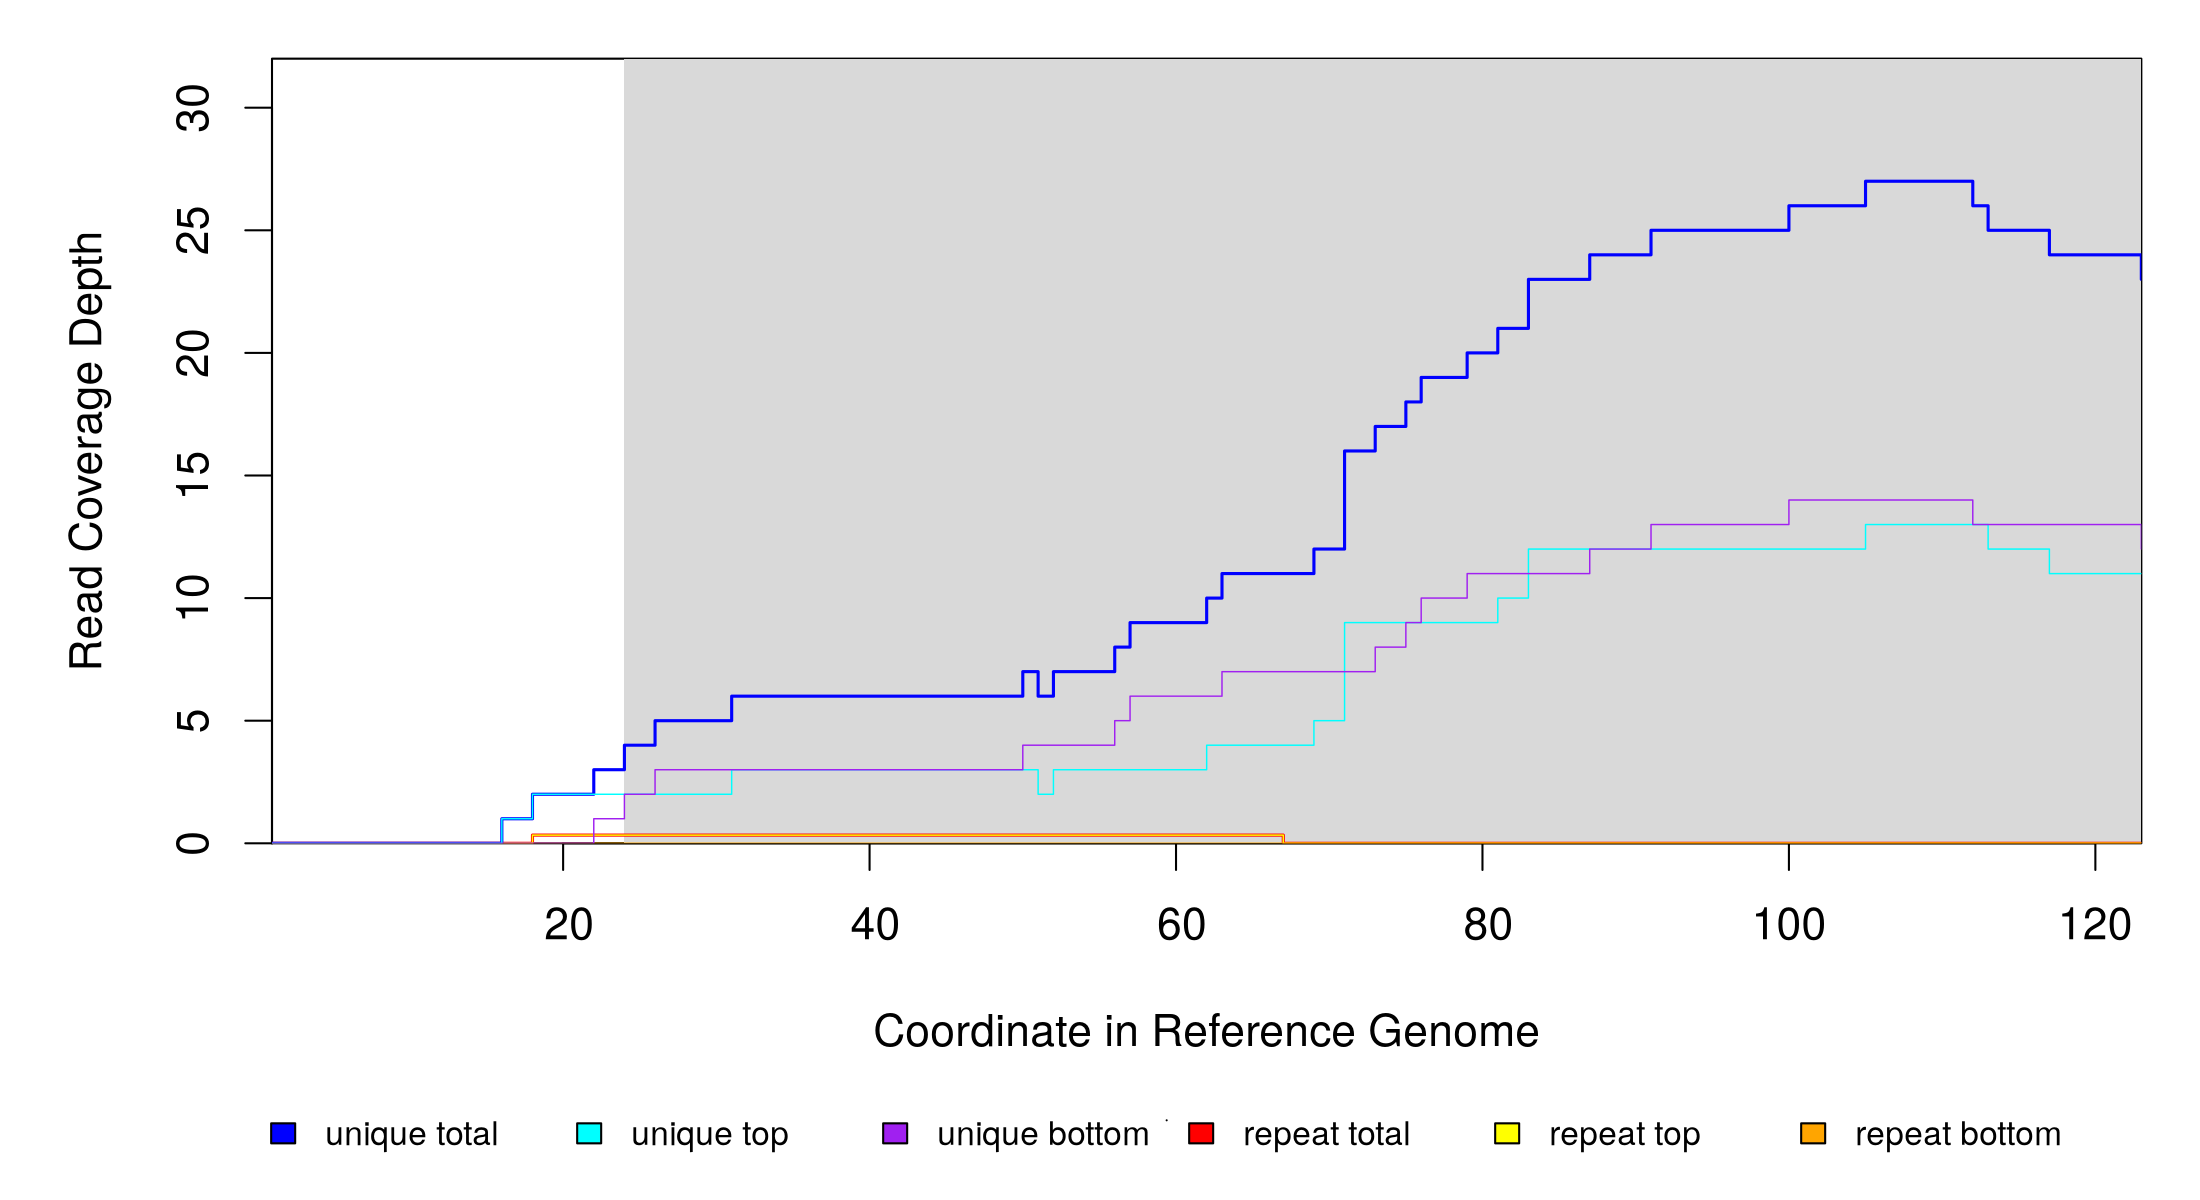 Read Coverage Depth
30
25
20
15
10
5
0
20 40 60 80 100 120
Coordinate in Reference Genome
unique total unique top unique bottom repeat total repeat top repeat bottom